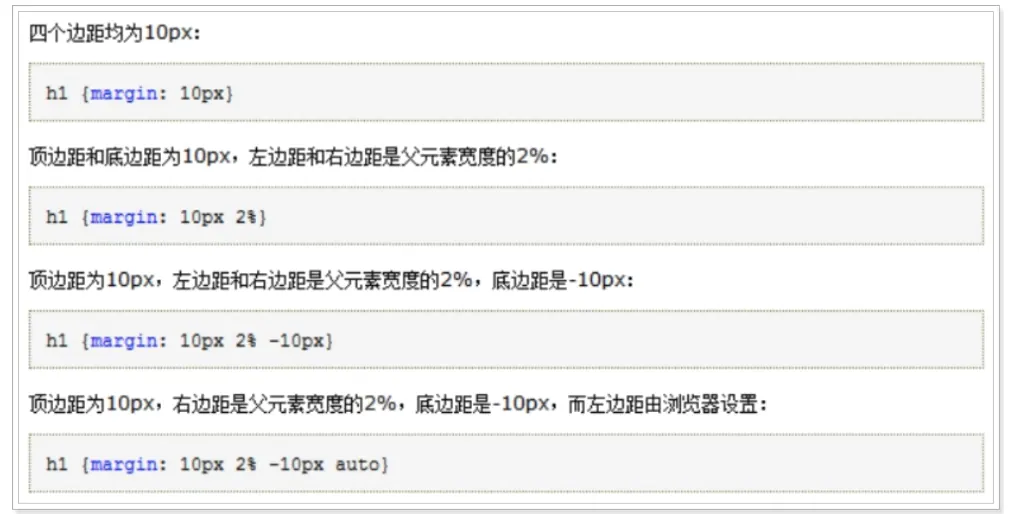 四个边距均为10px：
h1 {margin: 10px}
顶边距和底边距为10px，左边距和右边距是父元素宽度的2%：
h1 {margin: 10px 2%}
顶边距为10px，左边距和右边距是父元素宽度的2%，底边距是-10px：
h1 {margin: 10px 2% -10px}
顶边距为10px，右边距是父元素宽度的2%，底边距是-10px，而左边距由浏览器设置：
h1 {margin: 10px 2% -10px auto}